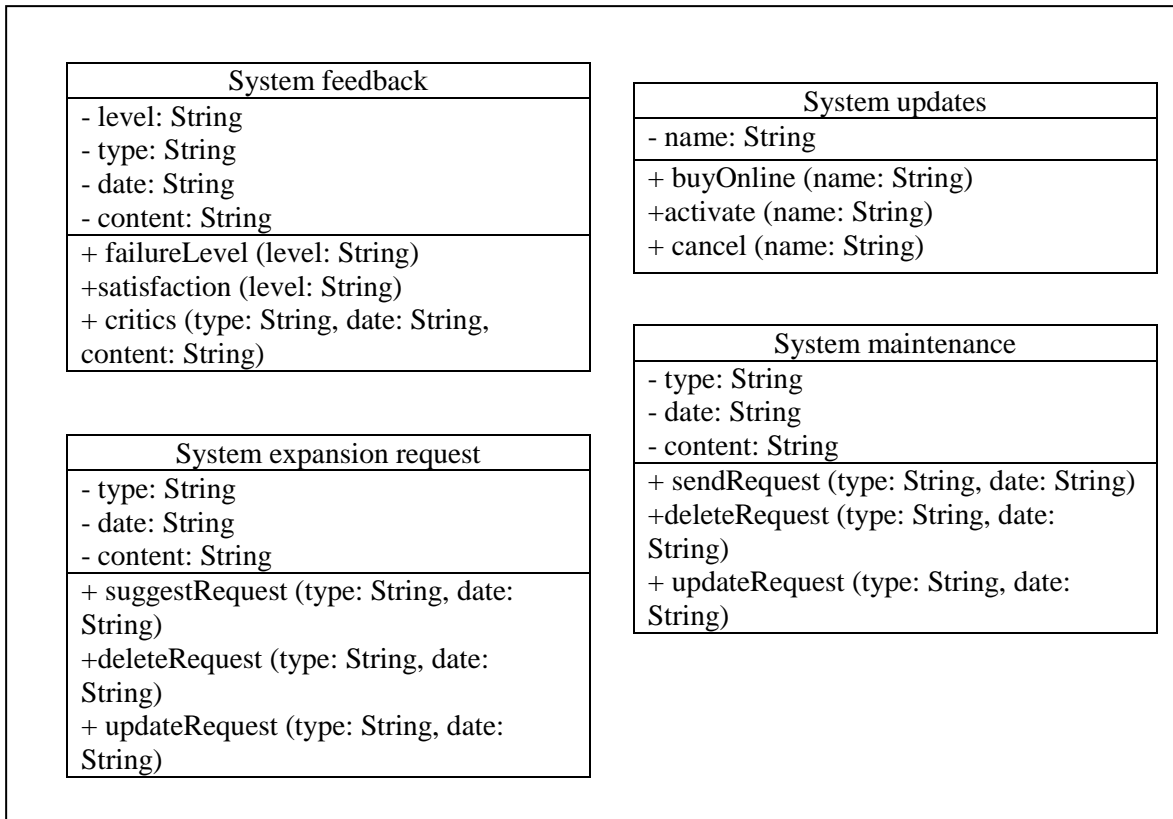 System feedback
- level: String
- type: String
- date: String
- content: String
+ failureLevel (level: String)
+satisfaction (level: String)
+ critics (type: String, date: String,
content: String)
System expansion request
- type: String
- date: String
- content: String
+ suggestRequest (type: String, date:
String)
+deleteRequest (type: String, date:
String)
+ updateRequest (type: String, date:
String)
System updates
- name: String
+ buyOnline (name: String)
+activate (name: String)
+ cancel (name: String)
System maintenance
- type: String
- date: String
- content: String
+ sendRequest (type: String, date: String)
+deleteRequest (type: String, date:
String)
+ updateRequest (type: String, date:
String)